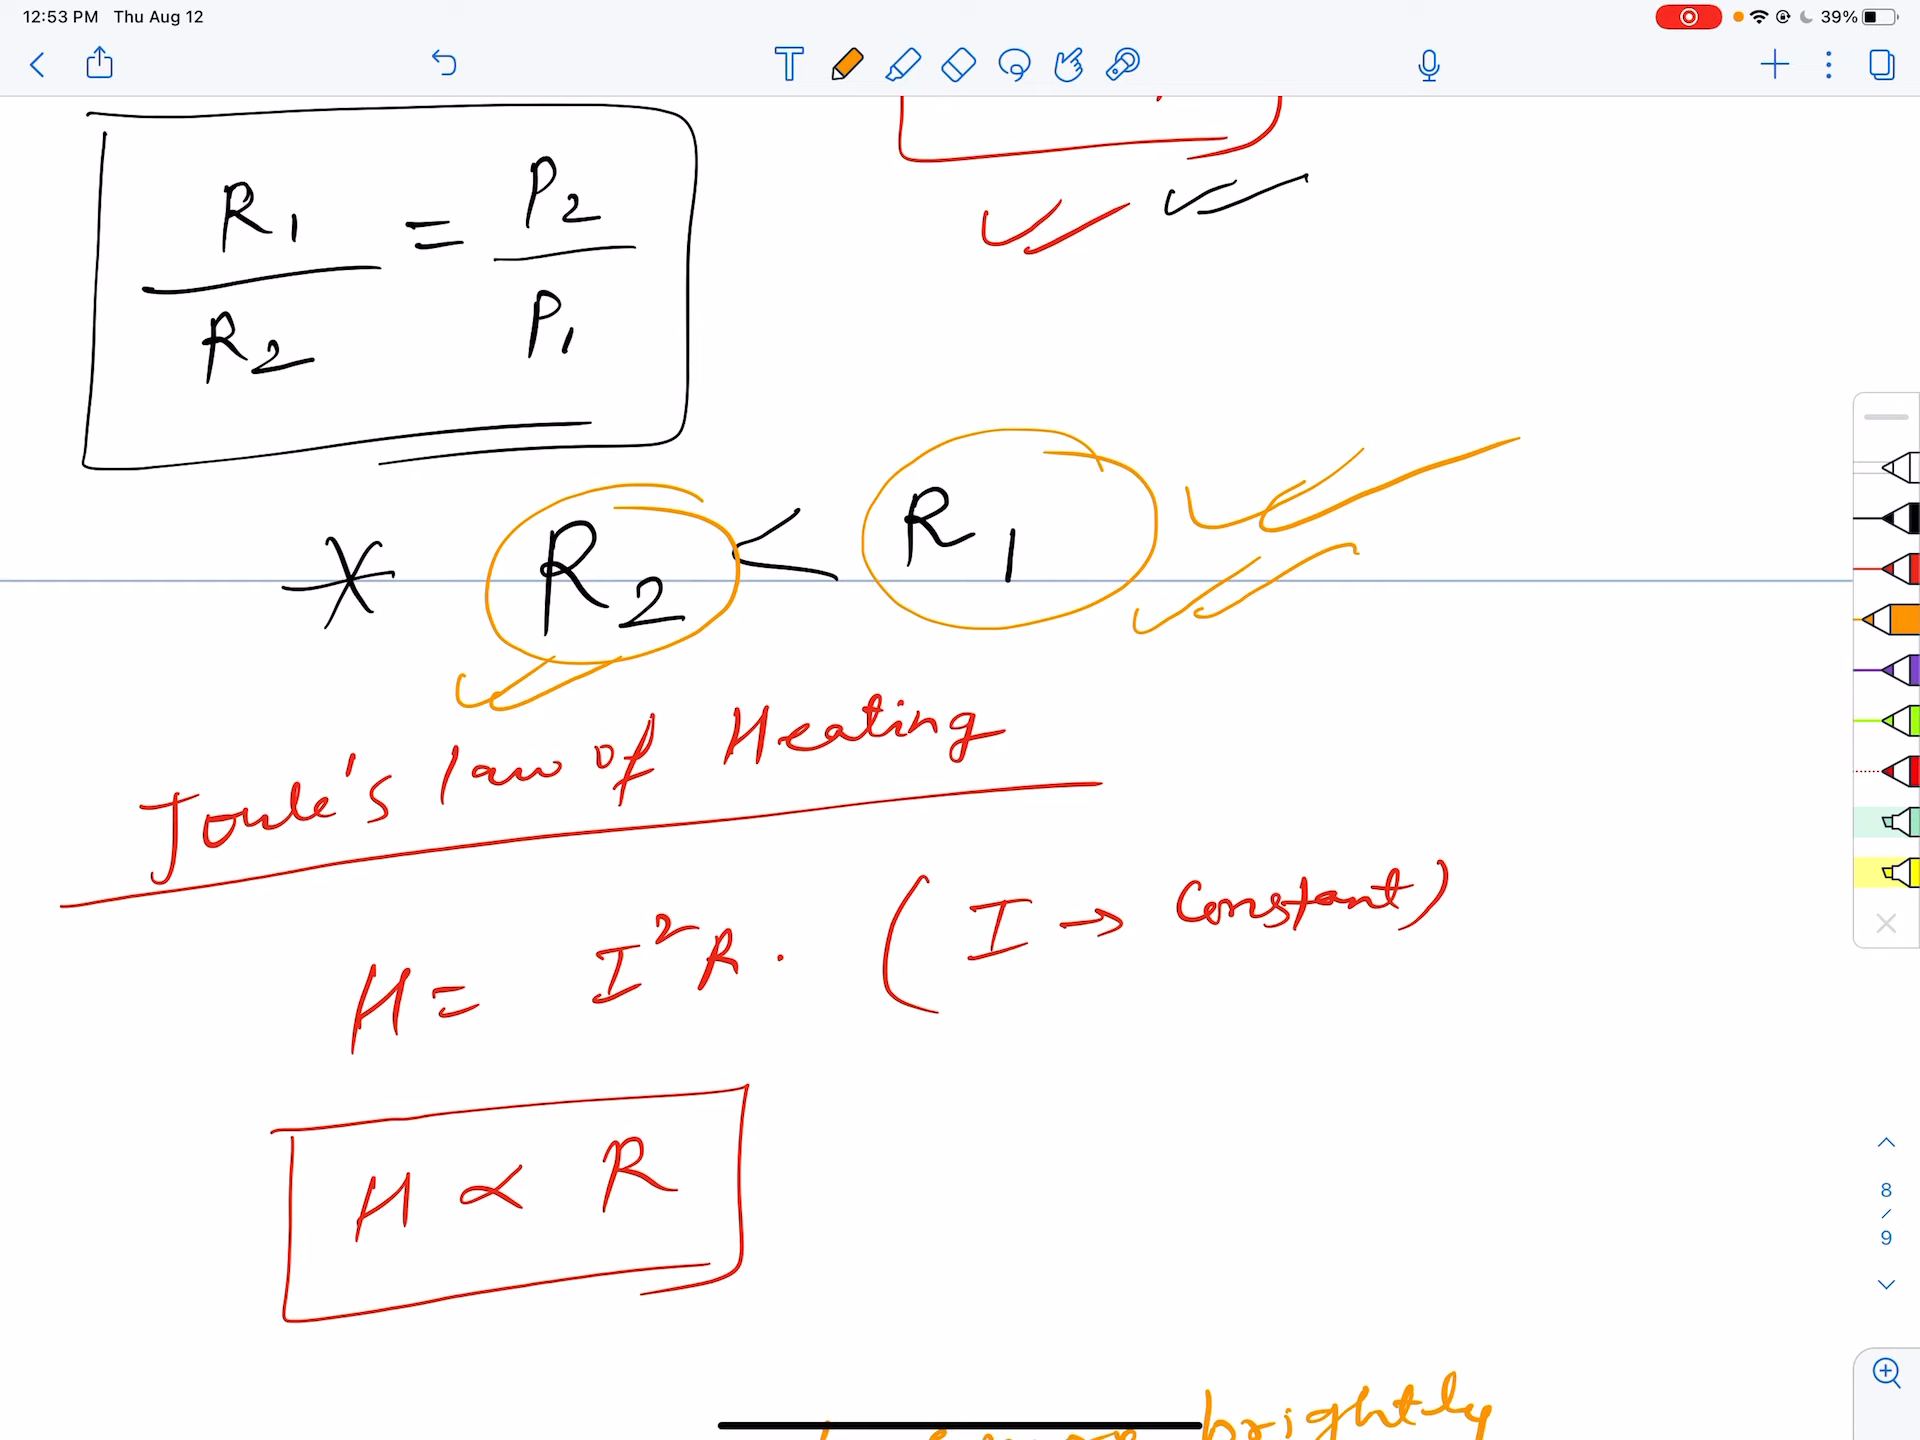 12:53 PM Thu Aug 12
39%
T
R1 / R2 = P2 / P1
* R2 < R1
Joule's law of Heating
H = I²R. (I → Constant)
H ∝ R
8
/
9
brightly